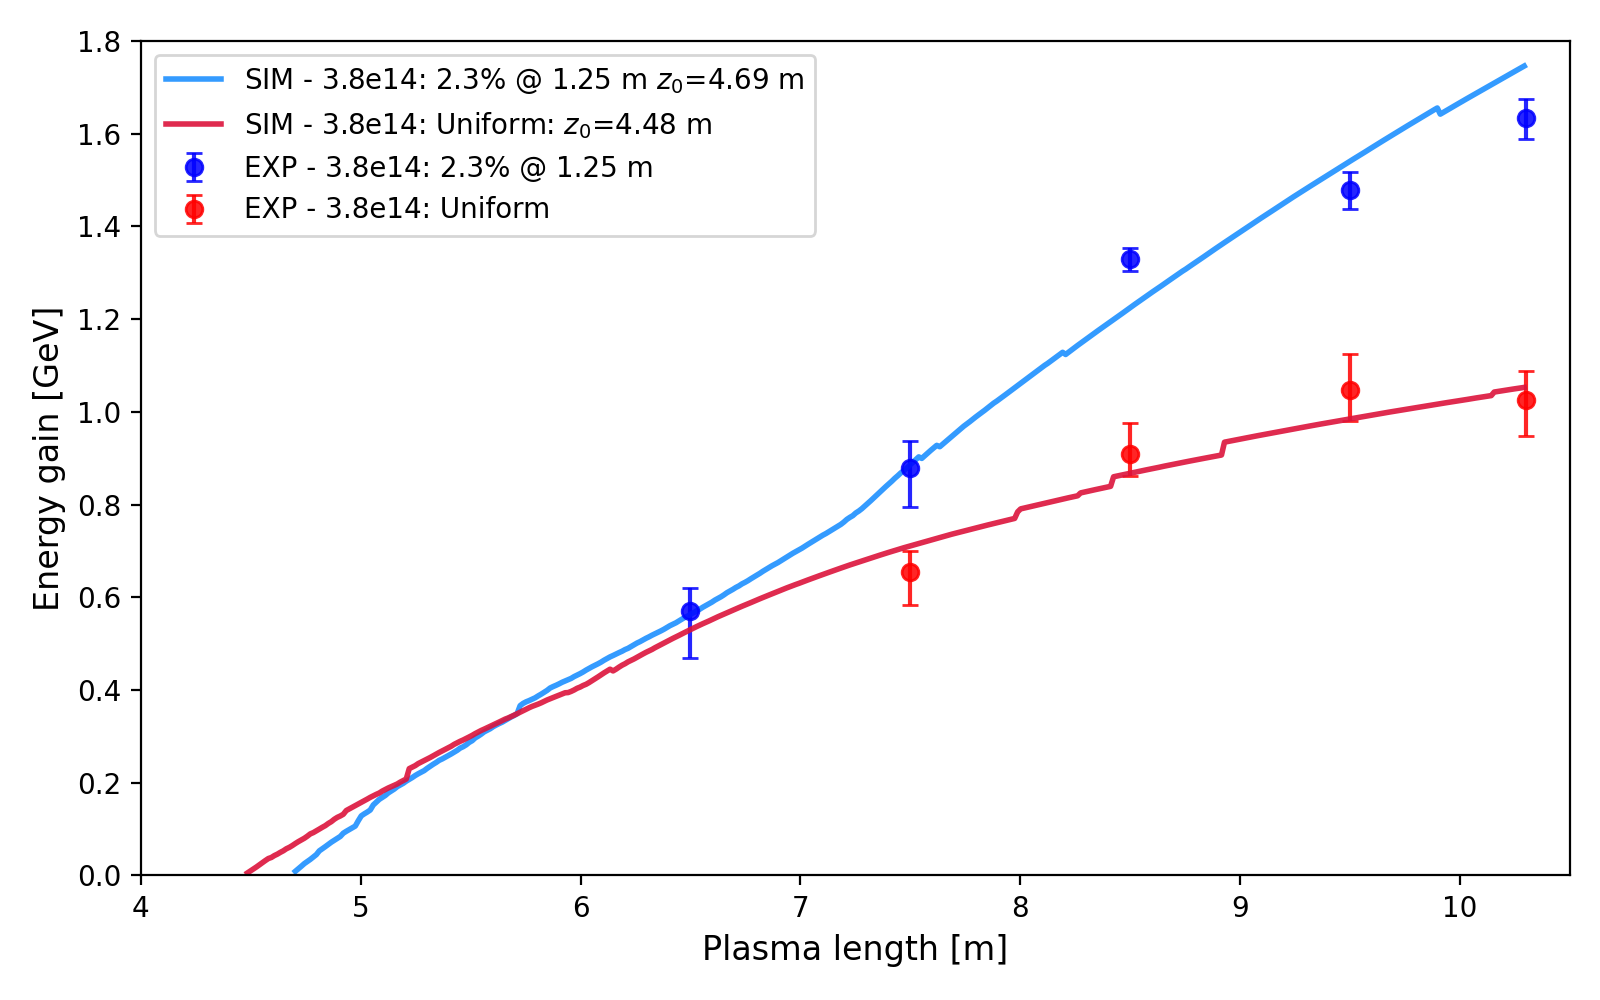 SIM - 3.8e14: 2.3% @ 1.25 m z₀=4.69 m
SIM - 3.8e14: Uniform: z₀=4.48 m
EXP - 3.8e14: 2.3% @ 1.25 m
EXP - 3.8e14: Uniform
Energy gain [GeV]
1.8
1.6
1.4
1.2
1.0
0.8
0.6
0.4
0.2
0.0
4 5 6 7 8 9 10
Plasma length [m]